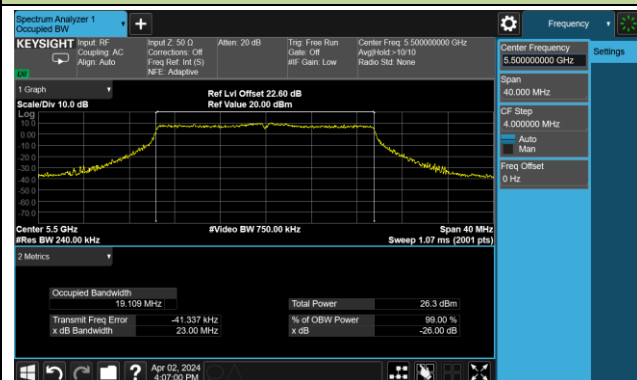 Spectrum Analyzer 1
Occupied BW
+
Frequency
KEYSIGHT
Input: RF
Coupling: AC
Align: Auto
Input Z: 50 Ω
Corrections: Off
Freq Ref: Int (S)
NFE: Adaptive
Atten: 20 dB
Trig: Free Run
Gate: Off
#IF Gain: Low
Center Freq: 5.500000000 GHz
Avg|Hold:>10/10
Radio Std: None
Center Frequency
5.500000000 GHz
Settings
Span
40.000 MHz
CF Step
4.000000 MHz
Auto
Man
Freq Offset
0 Hz
1 Graph
Scale/Div 10.0 dB
Ref Lvl Offset 22.60 dB
Ref Value 20.00 dBm
Log
10.0
0.00
-10.0
-20.0
-30.0
-40.0
-50.0
-60.0
-70.0
Center 5.5 GHz
#Video BW 750.00 kHz
Span 40 MHz
#Res BW 240.00 kHz
Sweep 1.07 ms (2001 pts)
2 Metrics
Occupied Bandwidth
19.109 MHz
Total Power
26.3 dBm
Transmit Freq Error
-41.337 kHz
% of OBW Power
99.00 %
x dB Bandwidth
23.00 MHz
x dB
-26.00 dB
?
Apr 02, 2024
4:07:00 PM